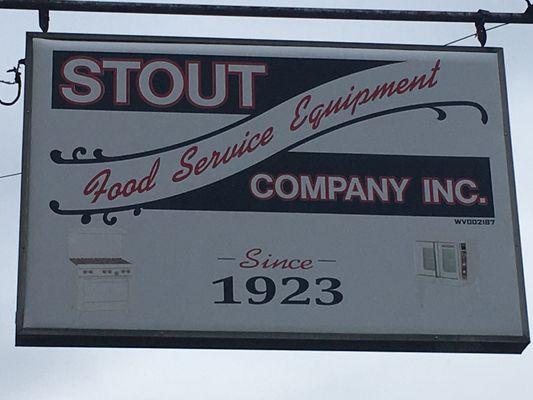 STOUT
Food Service Equipment
COMPANY INC.
WV002187
Since
1923